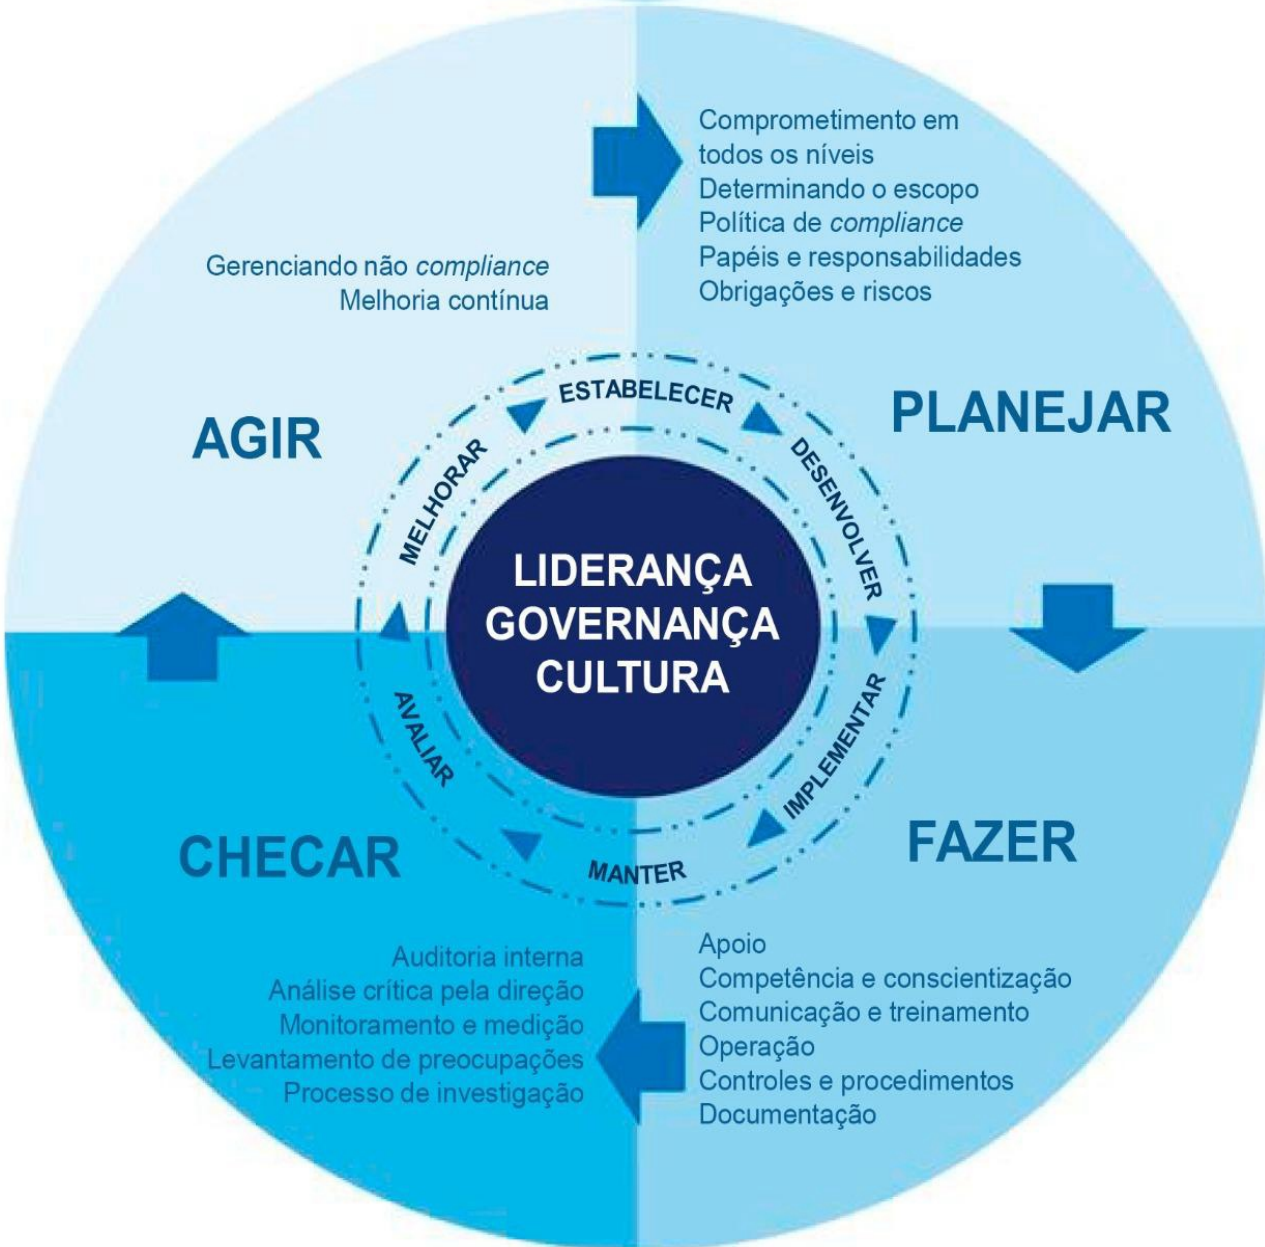 Comprometimento em
todos os níveis
Determinando o escopo
Política de compliance
Papéis e responsabilidades
Obrigações e riscos
PLANEJAR
Gerenciando não compliance
Melhoria contínua
AGIR
ESTABELECER
DESENVOLVER
IMPLEMENTAR
MANTER
AVALIAR
MELHORAR
LIDERANÇA
GOVERNANÇA
CULTURA
FAZER
Apoio
Competência e conscientização
Comunicação e treinamento
Operação
Controles e procedimentos
Documentação
CHECAR
Auditoria interna
Análise crítica pela direção
Monitoramento e medição
Levantamento de preocupações
Processo de investigação